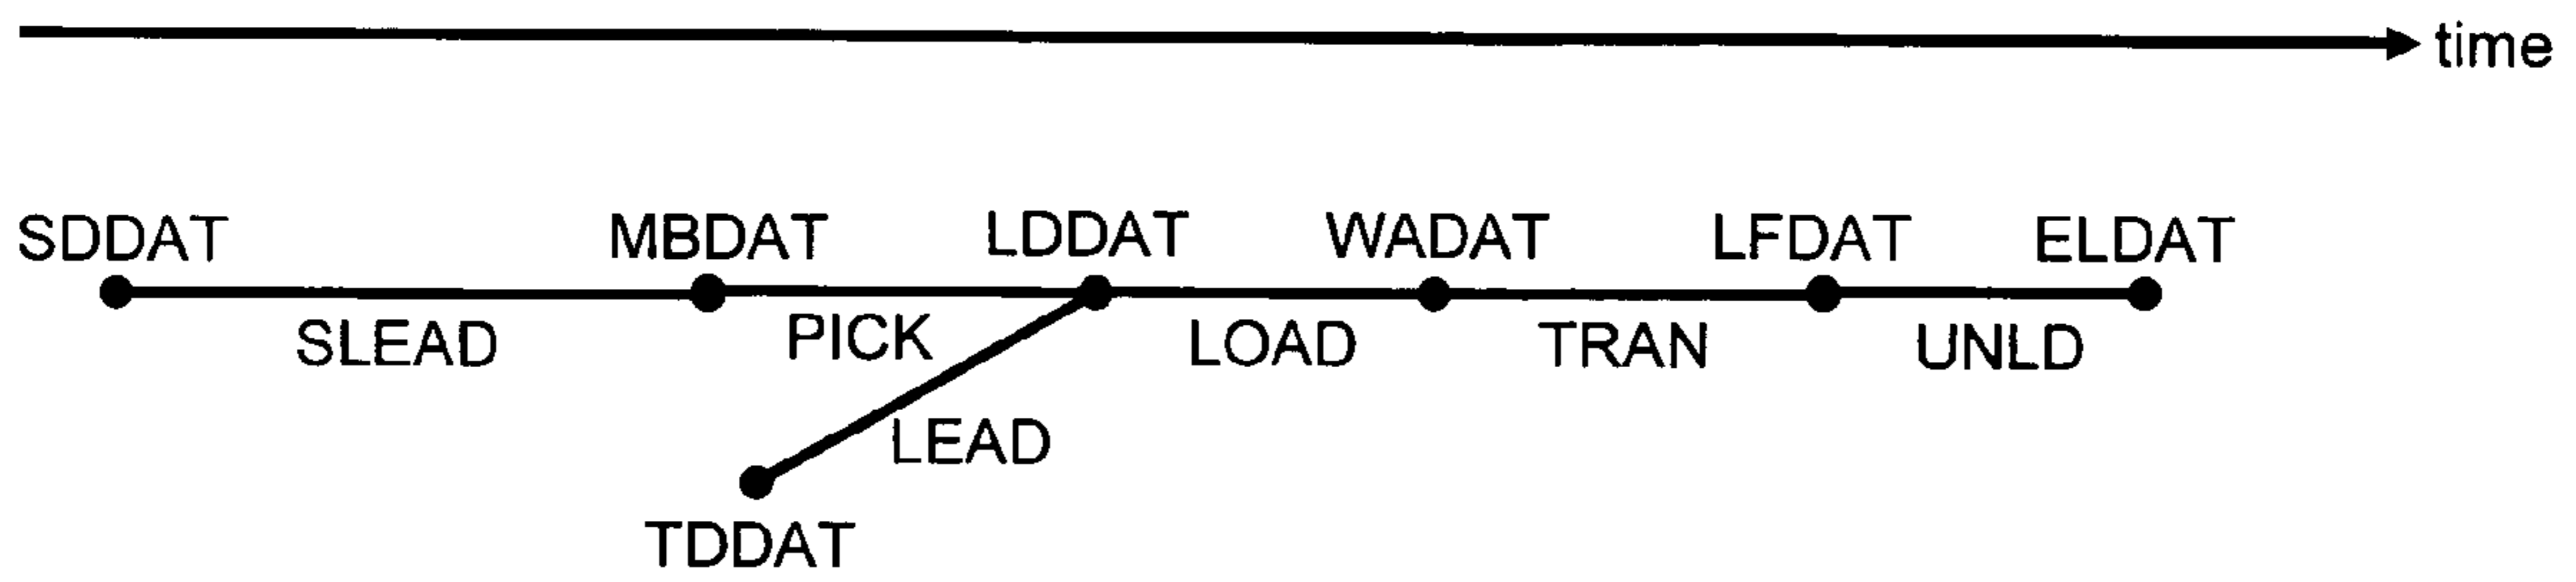 time
SDDAT MBDAT LDDAT WADAT LFDAT ELDAT
SLEAD PICK LOAD TRAN UNLD
LEAD
TDDAT